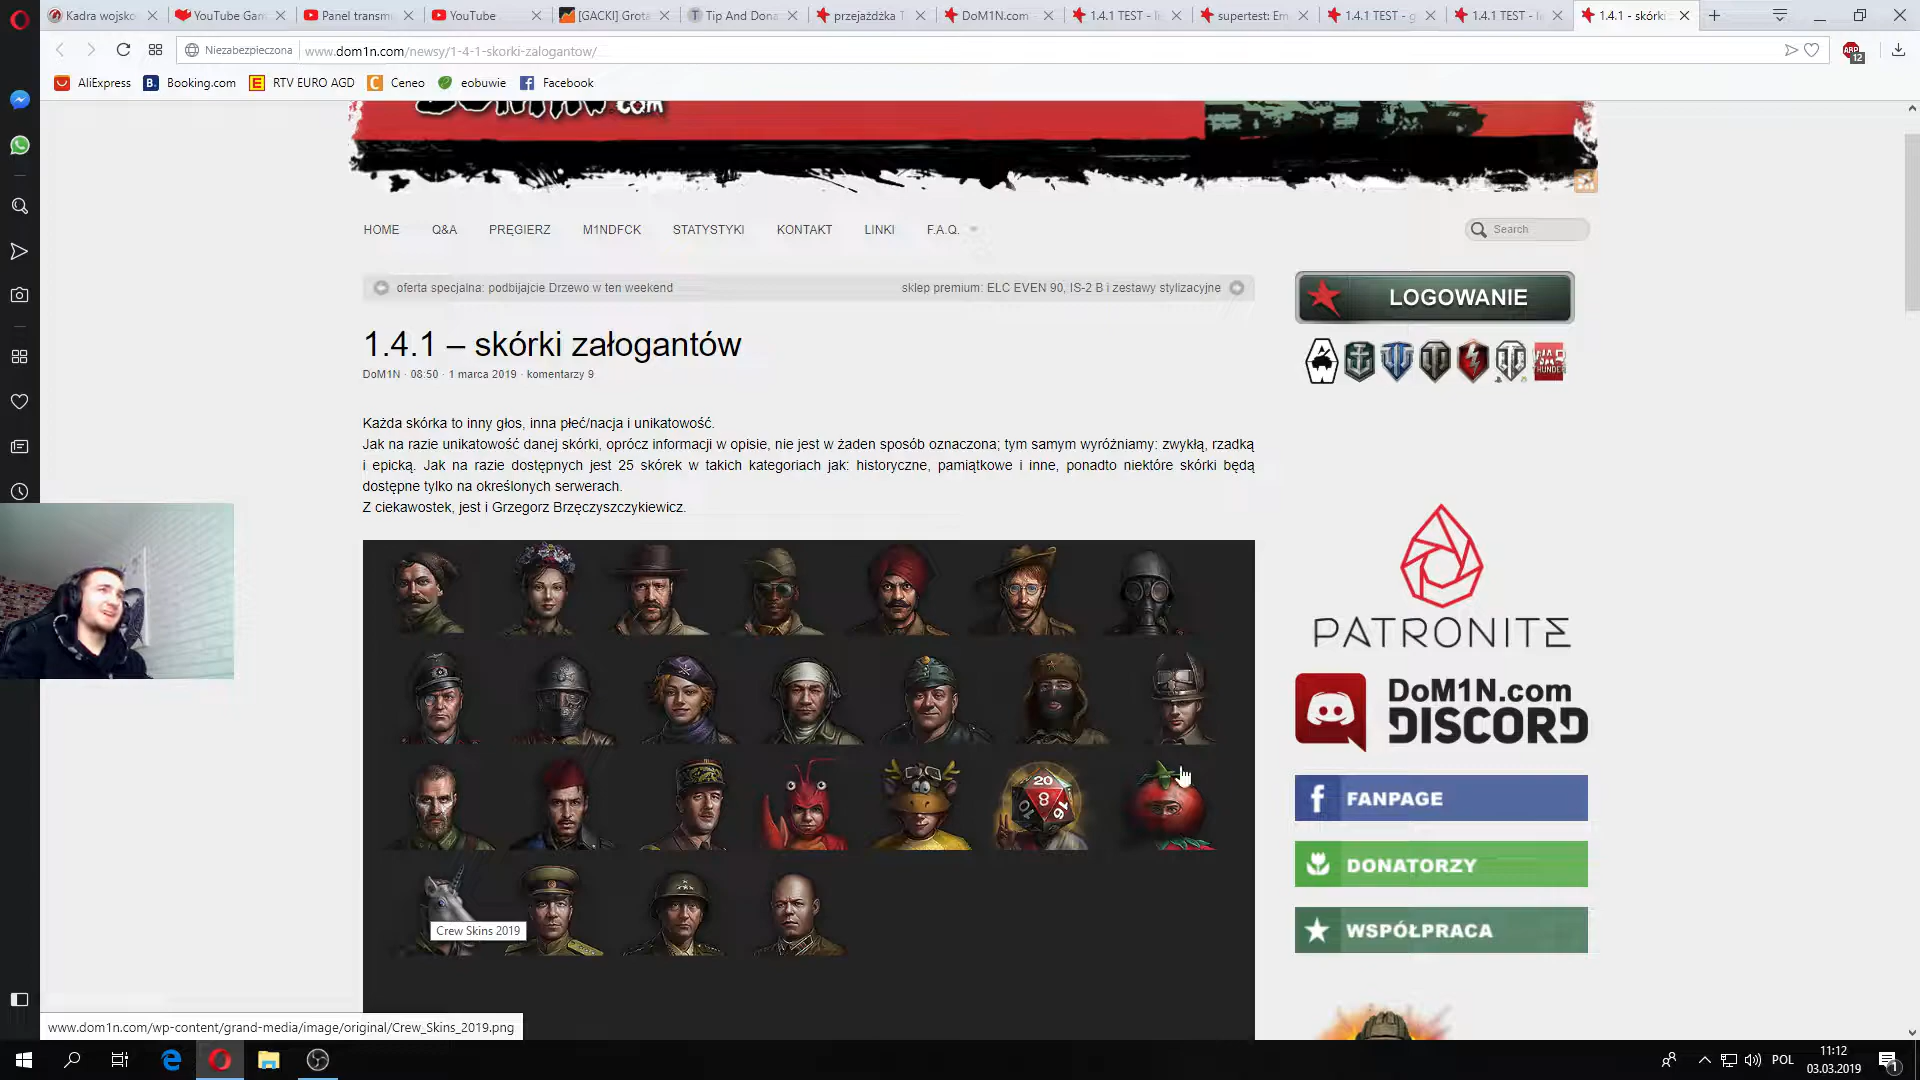 Kadra wojsko
YouTube Gam
Panel transm
YouTube
[GACKI] Grota
Tip And Dona
przejażdżka T
DoM1N.com -
1.4.1 TEST - li
supertest: Em
1.4.1 TEST - g
1.4.1 TEST - l
1.4.1 - skórki
Niezabezpieczona
www.dom1n.com/newsy/1-4-1-skorki-zalogantow/
ABP
12
AliExpress
Booking.com
RTV EURO AGD
Ceneo
eobuwie
Facebook
.com
HOME
Q&A
PRĘGIERZ
M1NDFCK
STATYSTYKI
KONTAKT
LINKI
F.A.Q.
Search
oferta specjalna: podbijajcie Drzewo w ten weekend
sklep premium: ELC EVEN 90, IS-2 B i zestawy stylizacyjne
LOGOWANIE
1.4.1 – skórki załogantów
DoM1N · 08:50 · 1 marca 2019 · komentarzy 9
Każda skórka to inny głos, inna płeć/nacja i unikatowość.
Jak na razie unikatowość danej skórki, oprócz informacji w opisie, nie jest w żaden sposób oznaczona; tym samym wyróżniamy: zwykłą, rzadką
i epicką. Jak na razie dostępnych jest 25 skórek w takich kategoriach jak: historyczne, pamiątkowe i inne, ponadto niektóre skórki będą
dostępne tylko na określonych serwerach.
Z ciekawostek, jest i Grzegorz Brzęczyszczykiewicz.
PATRONITE
DoM1N.com
DISCORD
FANPAGE
DONATORZY
WSPÓŁPRACA
20
8
Crew Skins 2019
www.dom1n.com/wp-content/grand-media/image/original/Crew_Skins_2019.png
POL
11:12
03.03.2019
1